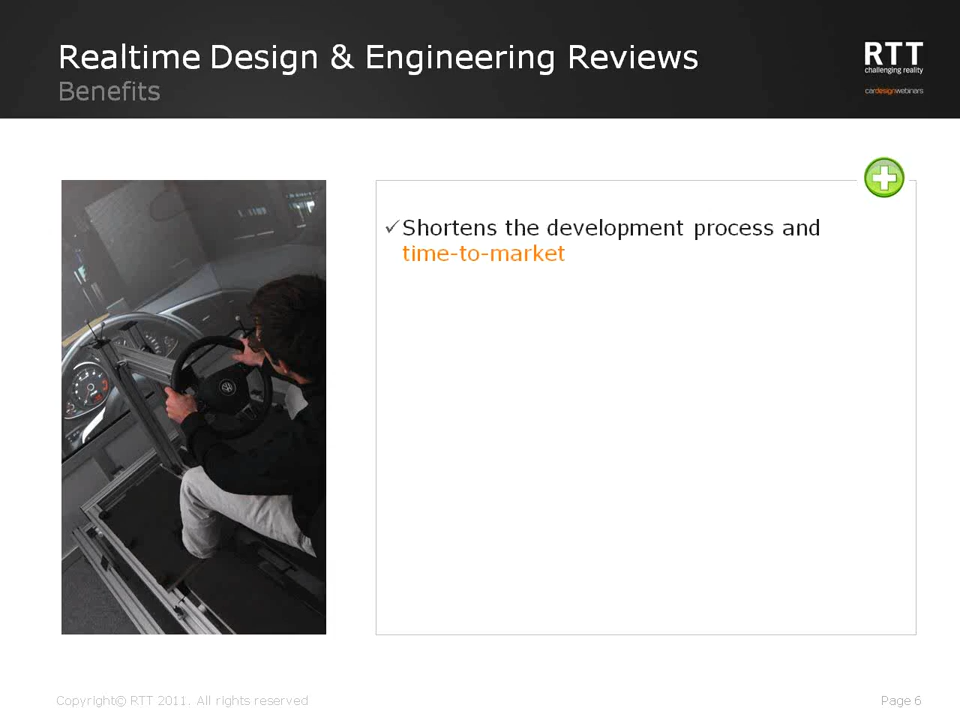 Realtime Design & Engineering Reviews
Benefits
RTT
challenging reality
cardesignwebinars
Shortens the development process and
time-to-market
Copyright© RTT 2011. All rights reserved
Page 6